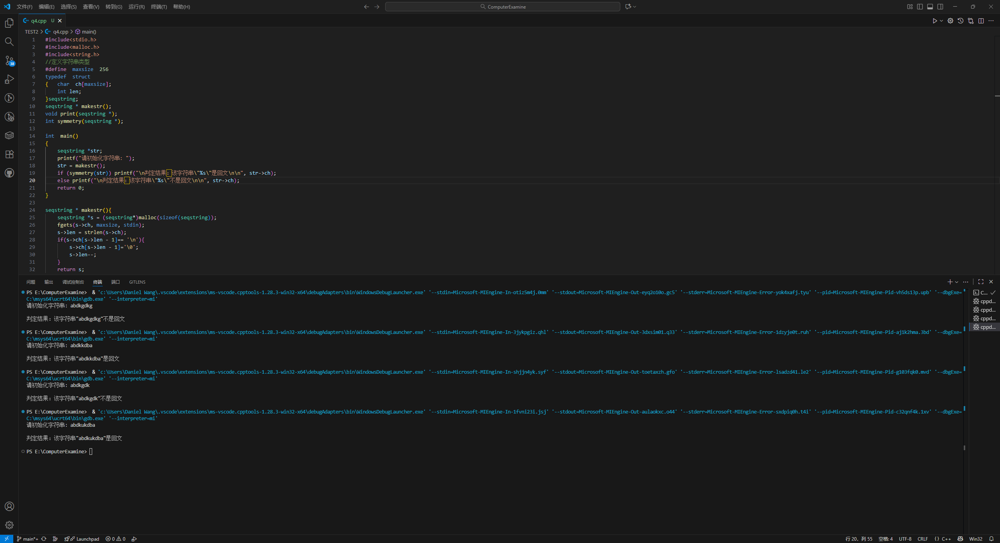 文件(F) 编辑(E) 选择(S) 查看(V) 转到(G) 运行(R) 终端(T) 帮助(H) ComputerExamine
q4.cpp U
TEST2 > q4.cpp > main()
1 #include<stdio.h>
2 #include<malloc.h>
3 #include<string.h>
4 //定义字符串类型
5 #define  maxsize  256
6 typedef  struct
7 {   char  ch[maxsize];
8     int len;
9 }seqstring;
10 seqstring * makestr();
11 void print(seqstring *);
12 int symmetry(seqstring *);
13
14 int  main()
15 {
16     seqstring *str;
17     printf("请初始化字符串: ");
18     str = makestr();
19     if (symmetry(str)) printf("\n判定结果：该字符串\"%s\"是回文\n\n", str->ch);
20     else printf("\n判定结果：该字符串\"%s\"不是回文\n\n", str->ch);
21     return 0;
22 }
23
24 seqstring * makestr(){
25     seqstring *s = (seqstring*)malloc(sizeof(seqstring));
26     fgets(s->ch, maxsize, stdin);
27     s->len = strlen(s->ch);
28     if(s->ch[s->len - 1]== '\n'){
29         s->ch[s->len - 1]='\0';
30         s->len--;
31     }
32     return s;
38
问题 输出 调试控制台 终端 端口 GITLENS
PS E:\ComputerExamine>  & 'c:\Users\Daniel Wang\.vscode\extensions\ms-vscode.cpptools-1.28.3-win32-x64\debugAdapters\bin\WindowsDebugLauncher.exe' '--stdin=Microsoft-MIEngine-In-otiz5m4j.0mm' '--stdout=Microsoft-MIEngine-Out-eyq2o10o.gc5' '--stderr=Microsoft-MIEngine-Error-yok4xafj.tyu' '--pid=Microsoft-MIEngine-Pid-vh5ds13p.upb' '--dbgExe=
C:\msys64\ucrt64\bin\gdb.exe' '--interpreter=mi'
请初始化字符串: abdkgdkg
判定结果：该字符串"abdkgdkg"不是回文
PS E:\ComputerExamine>  & 'c:\Users\Daniel Wang\.vscode\extensions\ms-vscode.cpptools-1.28.3-win32-x64\debugAdapters\bin\WindowsDebugLauncher.exe' '--stdin=Microsoft-MIEngine-In-3jykpgiz.qhl' '--stdout=Microsoft-MIEngine-Out-3dxsim01.q33' '--stderr=Microsoft-MIEngine-Error-1dzyje0t.ruh' '--pid=Microsoft-MIEngine-Pid-aj1k2hma.3bd' '--dbgExe=
C:\msys64\ucrt64\bin\gdb.exe' '--interpreter=mi'
请初始化字符串: abdkkdba
判定结果：该字符串"abdkkdba"是回文
PS E:\ComputerExamine>  & 'c:\Users\Daniel Wang\.vscode\extensions\ms-vscode.cpptools-1.28.3-win32-x64\debugAdapters\bin\WindowsDebugLauncher.exe' '--stdin=Microsoft-MIEngine-In-shjjn4yk.syf' '--stdout=Microsoft-MIEngine-Out-toetaxzh.gfo' '--stderr=Microsoft-MIEngine-Error-lsadzd41.le2' '--pid=Microsoft-MIEngine-Pid-g103fqk0.mvd' '--dbgExe=
C:\msys64\ucrt64\bin\gdb.exe' '--interpreter=mi'
请初始化字符串: abdkgdk
判定结果：该字符串"abdkgdk"不是回文
PS E:\ComputerExamine>  & 'c:\Users\Daniel Wang\.vscode\extensions\ms-vscode.cpptools-1.28.3-win32-x64\debugAdapters\bin\WindowsDebugLauncher.exe' '--stdin=Microsoft-MIEngine-In-1fvni23i.jsj' '--stdout=Microsoft-MIEngine-Out-aulaokxc.o44' '--stderr=Microsoft-MIEngine-Error-sxdpiq0h.t4i' '--pid=Microsoft-MIEngine-Pid-c32qnf4k.1xv' '--dbgExe=
C:\msys64\ucrt64\bin\gdb.exe' '--interpreter=mi'
请初始化字符串: abdkukdba
判定结果：该字符串"abdkukdba"是回文
PS E:\ComputerExamine>
C...
cppd...
cppd...
cppd...
cppd...
main*+ Launchpad 0 0 行 20，列 55 空格: 4 UTF-8 CRLF {} C++ Win32